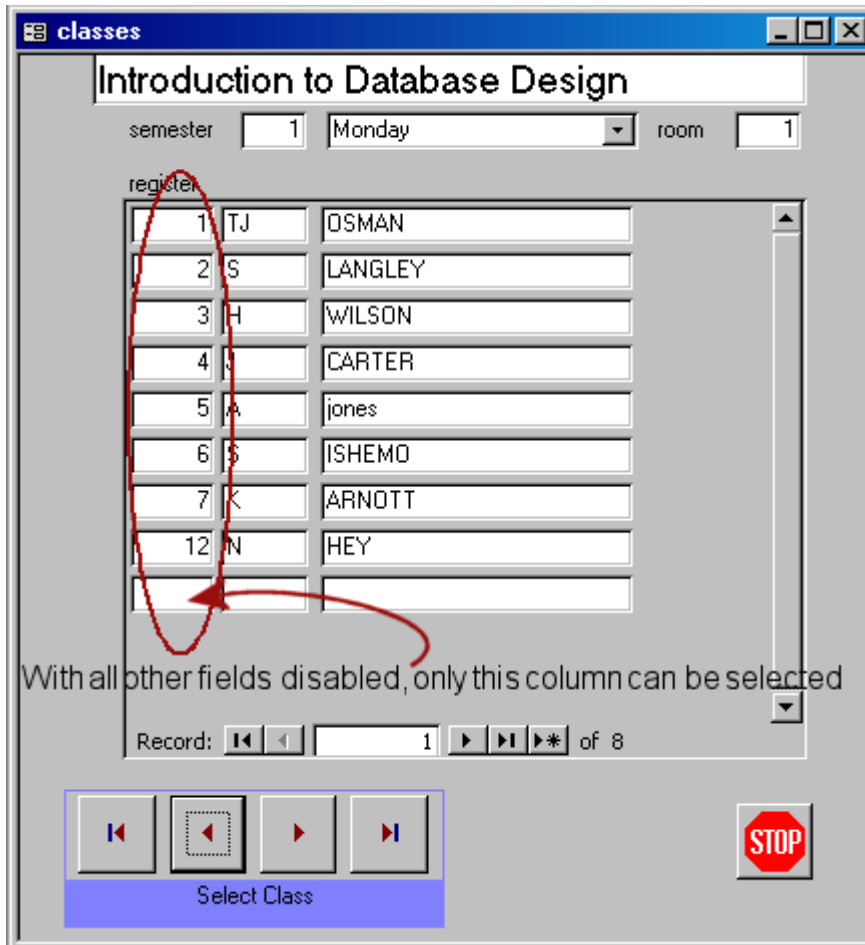 classes
Introduction to Database Design
semester 1 Monday room 1
register
1 TJ OSMAN
2 S LANGLEY
3 H WILSON
4 J CARTER
5 A jones
6 S ISHEMO
7 K ARNOTT
12 N HEY
With all other fields disabled, only this column can be selected
Record: 1 of 8
Select Class
STOP